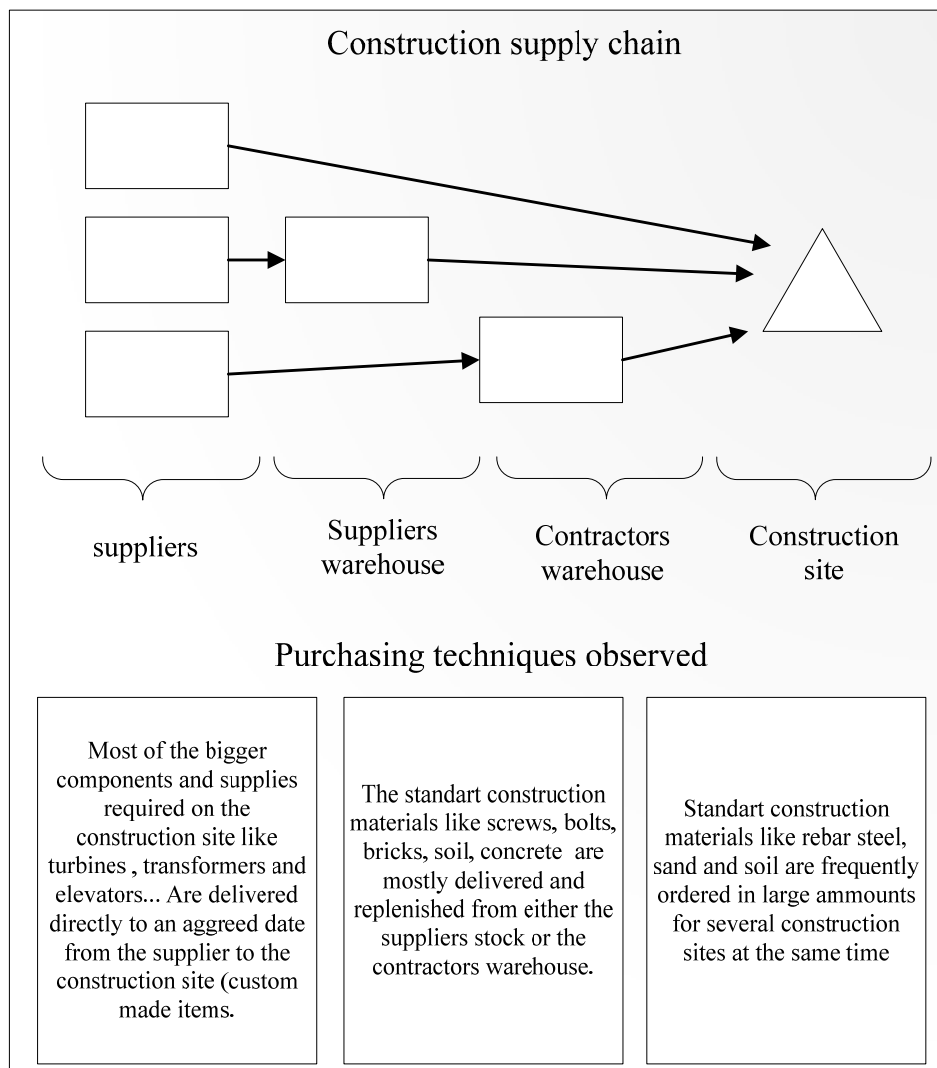 Construction supply chain
suppliers
Suppliers
warehouse
Contractors
warehouse
Construction
site
Purchasing techniques observed
Most of the bigger
components and supplies
required on the
construction site like
turbines , transformers and
elevators... Are delivered
directly to an aggreed date
from the supplier to the
construction site (custom
made items.
The standart construction
materials like screws, bolts,
bricks, soil, concrete are
mostly delivered and
replenished from either the
suppliers stock or the
contractors warehouse.
Standart construction
materials like rebar steel,
sand and soil are frequently
ordered in large ammounts
for several construction
sites at the same time